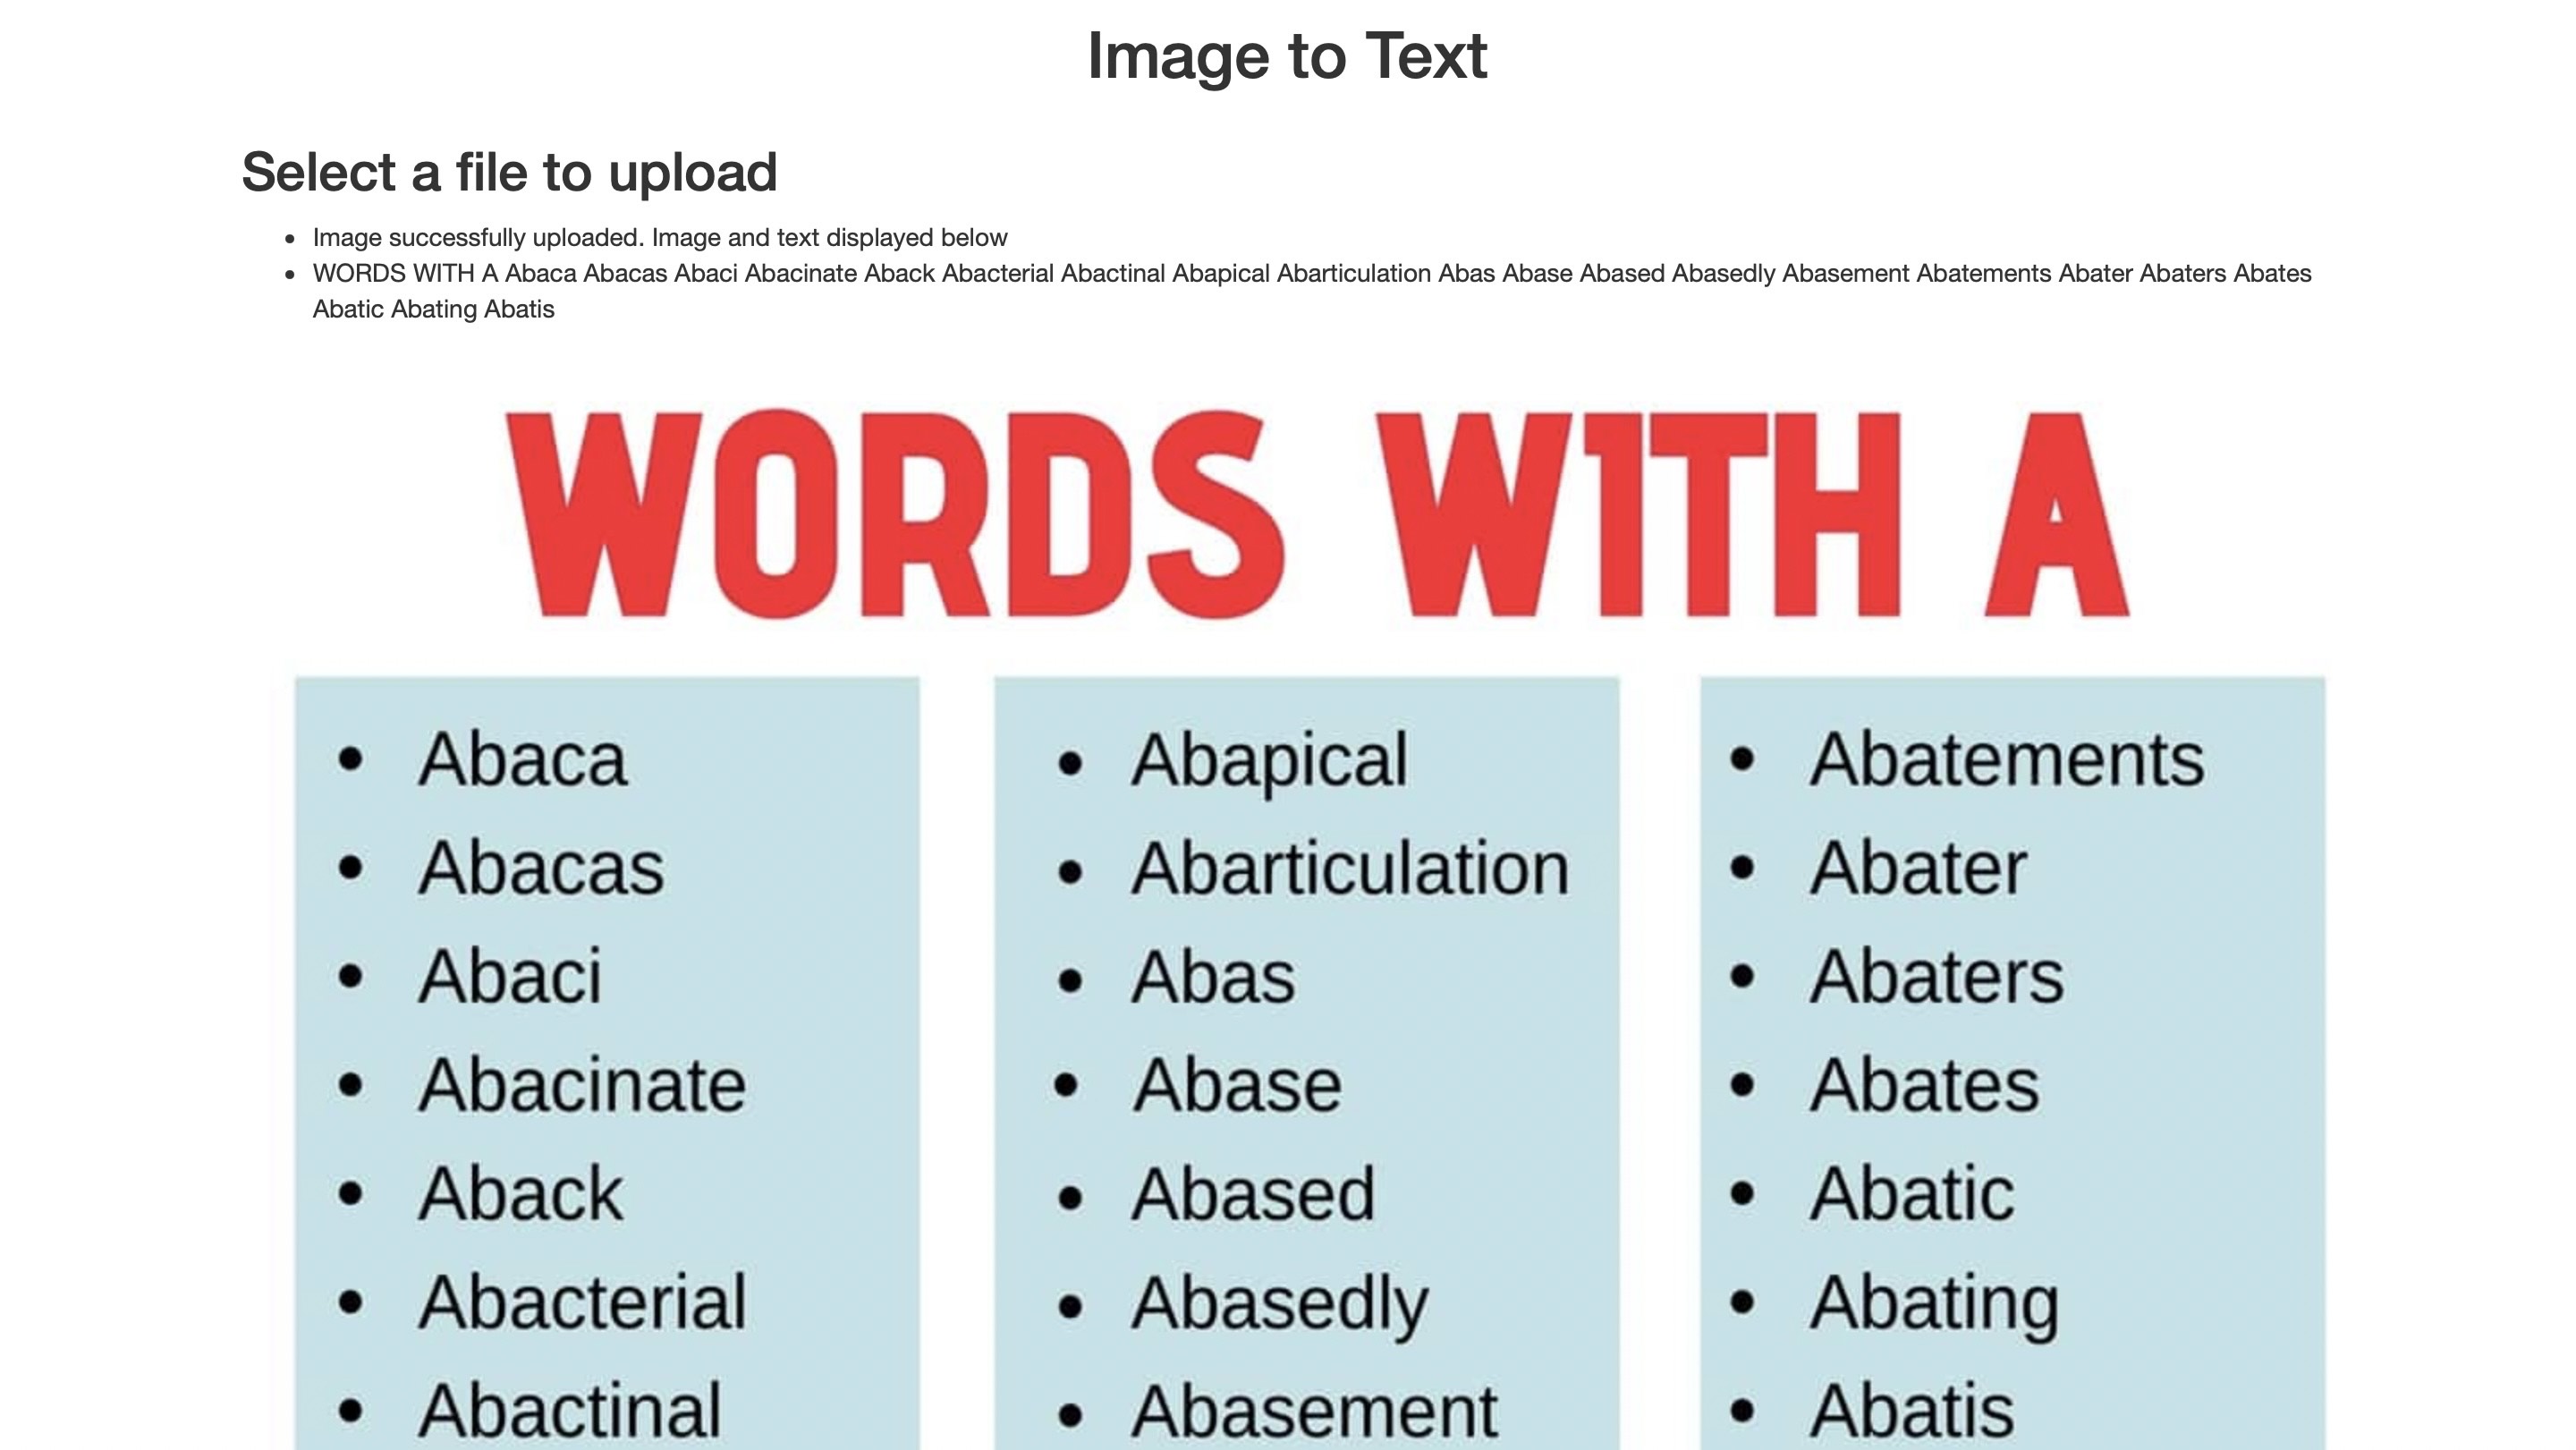 Image to Text
Select a file to upload
• Image successfully uploaded. Image and text displayed below
• WORDS WITH A Abaca Abacas Abaci Abacinate Aback Abacterial Abactinal Abapical Abarticulation Abas Abase Abased Abasedly Abasement Abatements Abater Abaters Abates
Abatic Abating Abatis
WORDS WITH A
• Abaca
• Abacas
• Abaci
• Abacinate
• Aback
• Abacterial
• Abactinal
• Abapical
• Abarticulation
• Abas
• Abase
• Abased
• Abasedly
• Abasement
• Abatements
• Abater
• Abaters
• Abates
• Abatic
• Abating
• Abatis